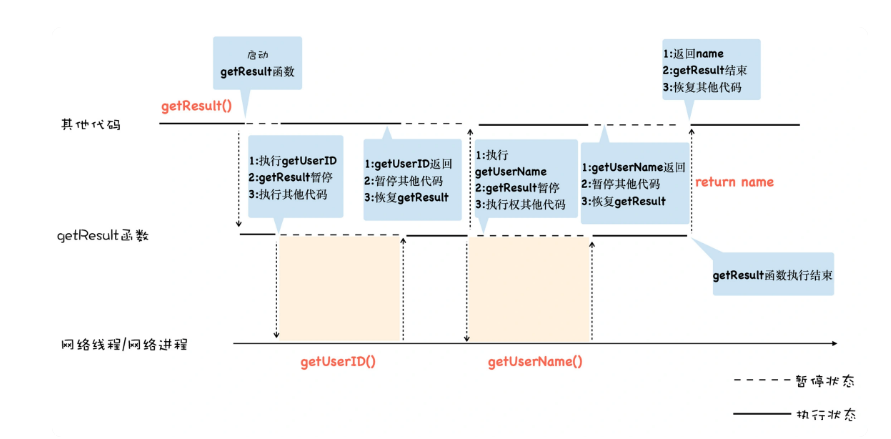 启动
getResult函数
1:返回name
2:getResult结束
3:恢复其他代码
getResult()
其他代码
1:执行getUserID
2:getResult暂停
3:执行其他代码
1:getUserID返回
2:暂停其他代码
3:恢复getResult
1:执行
getUserName
2:getResult暂停
3:执行权其他代码
1:getUserName返回
2:暂停其他代码
3:恢复getResult
return name
getResult函数
getResult函数执行结束
网络线程/网络进程
getUserID()
getUserName()
暂停状态
执行状态